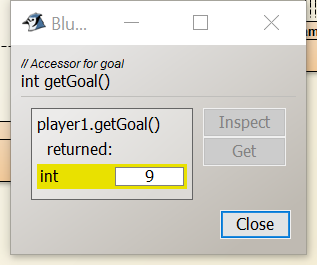 Blu...
// Accessor for goal
int getGoal()
player1.getGoal()
returned:
int 9
Inspect
Get
Close